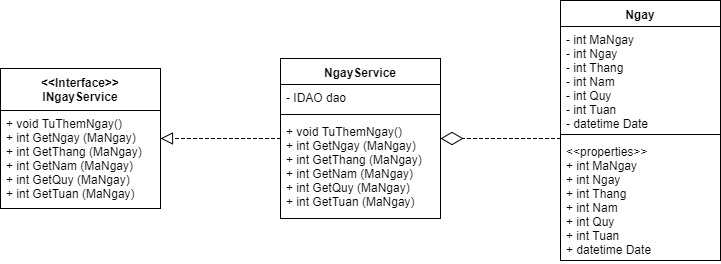 <<Interface>>
INgayService
+ void TuThemNgay()
+ int GetNgay (MaNgay)
+ int GetThang (MaNgay)
+ int GetNam (MaNgay)
+ int GetQuy (MaNgay)
+ int GetTuan (MaNgay)
NgayService
- IDAO dao
+ void TuThemNgay()
+ int GetNgay (MaNgay)
+ int GetThang (MaNgay)
+ int GetNam (MaNgay)
+ int GetQuy (MaNgay)
+ int GetTuan (MaNgay)
Ngay
- int MaNgay
- int Ngay
- int Thang
- int Nam
- int Quy
- int Tuan
- datetime Date
<<properties>>
+ int MaNgay
+ int Ngay
+ int Thang
+ int Nam
+ int Quy
+ int Tuan
+ datetime Date